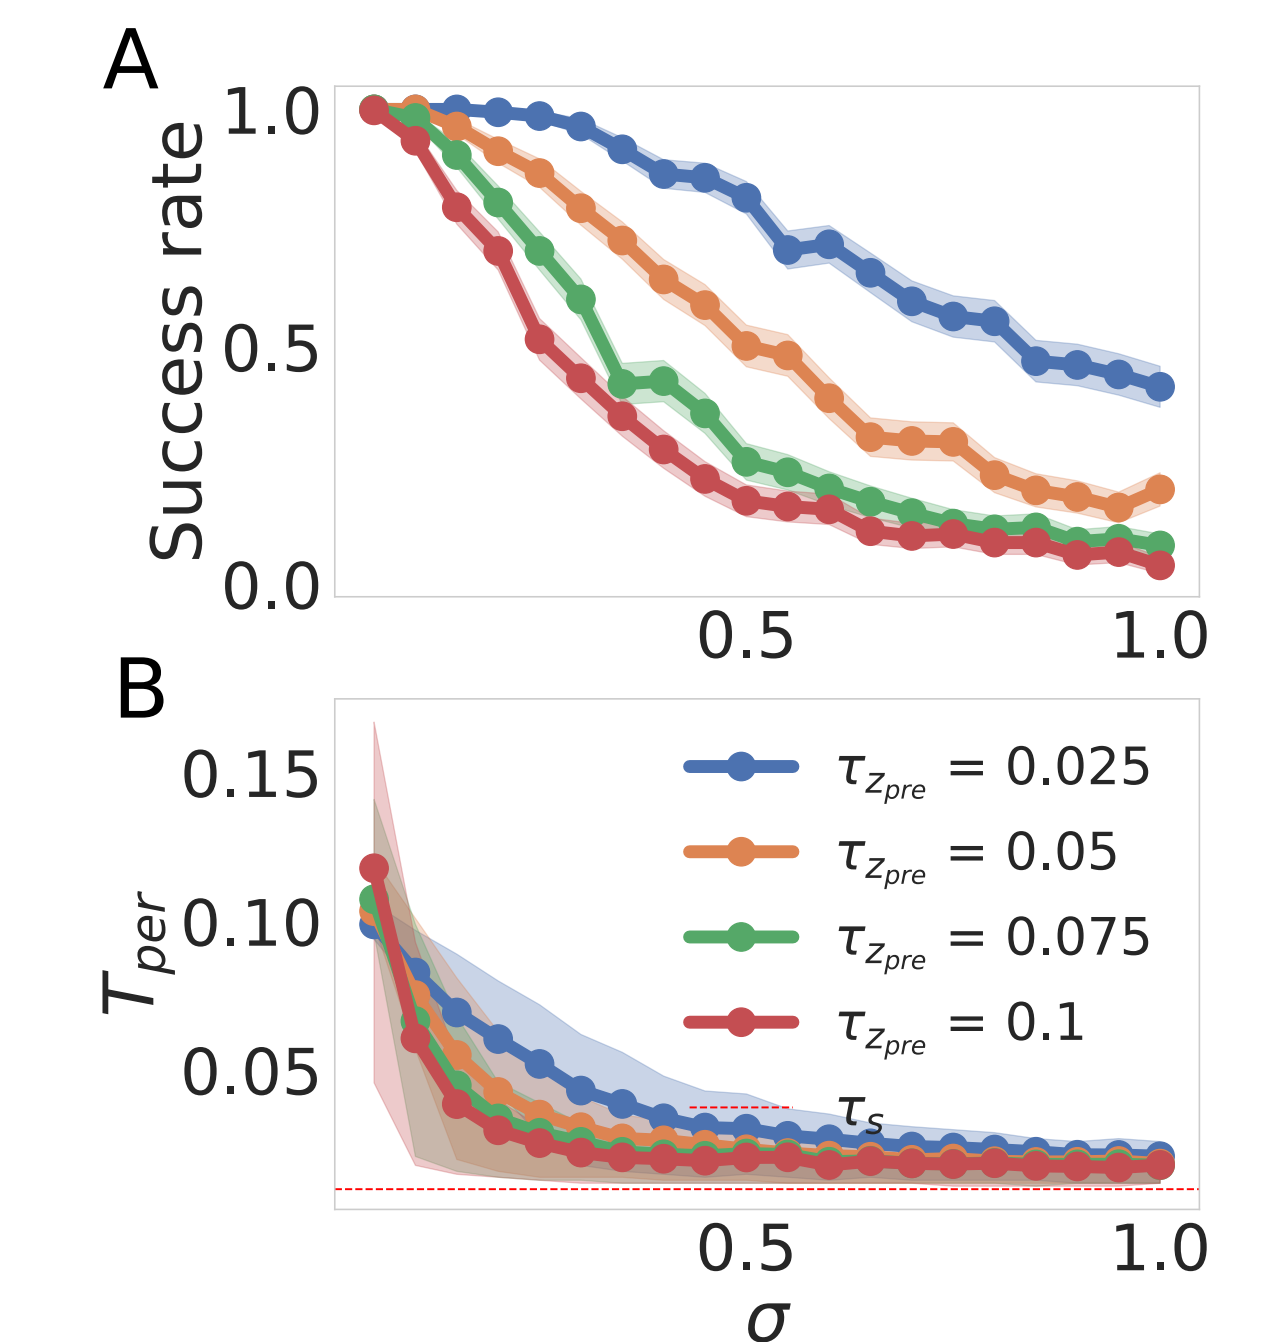 A
Success rate
1.0
0.5
0.0
0.5 1.0
B
T_per
0.15
0.10
0.05
τ_z_pre = 0.025
τ_z_pre = 0.05
τ_z_pre = 0.075
τ_z_pre = 0.1
τ_s
0.5 1.0
σ